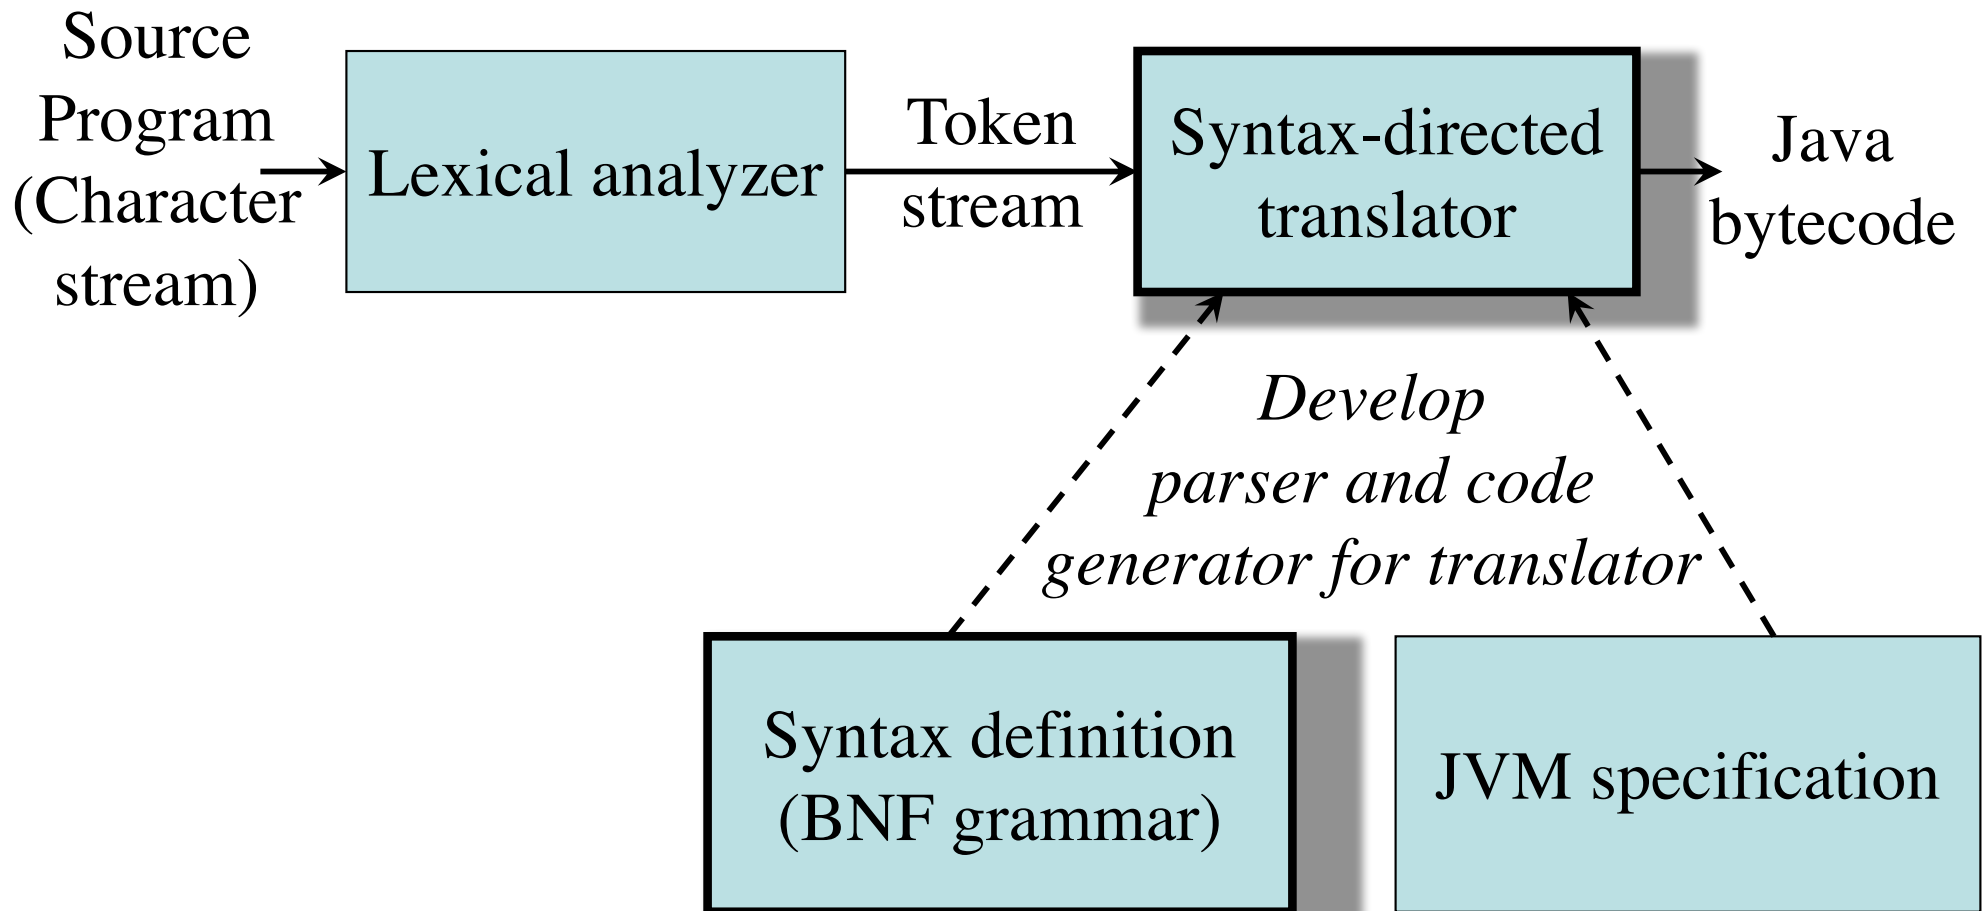 Source
Program
(Character
stream)
Lexical analyzer
Token
stream
Syntax-directed
translator
Java
bytecode
Develop
parser and code
generator for translator
Syntax definition
(BNF grammar)
JVM specification